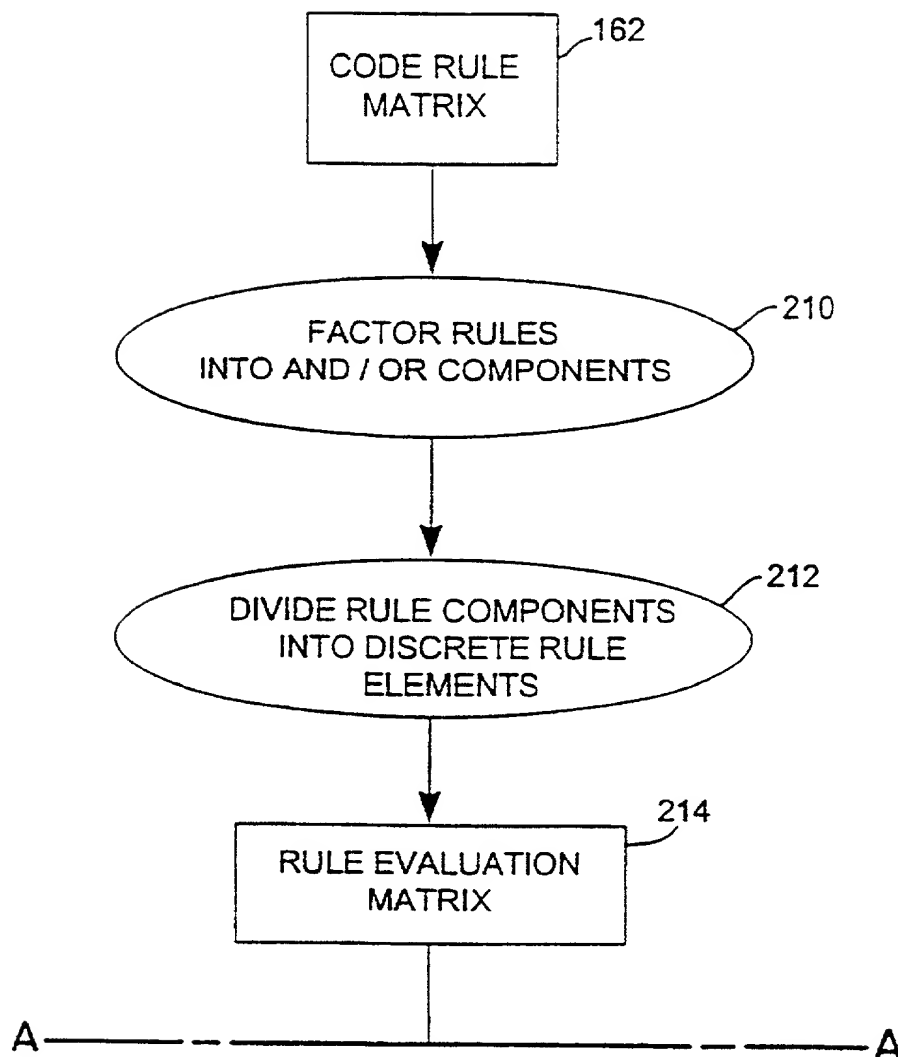 162
CODE RULE
MATRIX
210
FACTOR RULES
INTO AND / OR COMPONENTS
212
DIVIDE RULE COMPONENTS
INTO DISCRETE RULE
ELEMENTS
214
RULE EVALUATION
MATRIX
A A